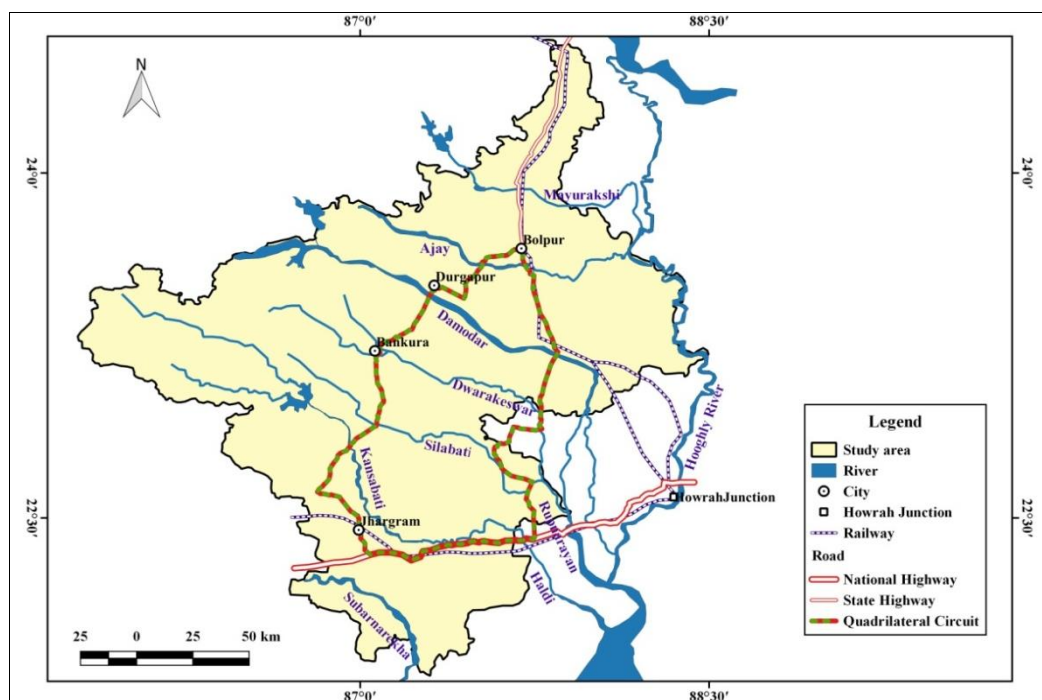 87°0′
88°30′
N
24°0′
24°0′
Mayurakshi
Bolpur
Ajay
Durgapur
Damodar
Bankura
Dwarakeswar
Silabati
Hooghly River
Kansabati
HowrahJunction
22°30′
22°30′
Jhargram
Rupnarayan
Haldi
Subarnarekha
Legend
Study area
River
City
Howrah Junction
Railway
Road
National Highway
State Highway
Quadrilateral Circuit
25 0 25 50 km
87°0′
88°30′